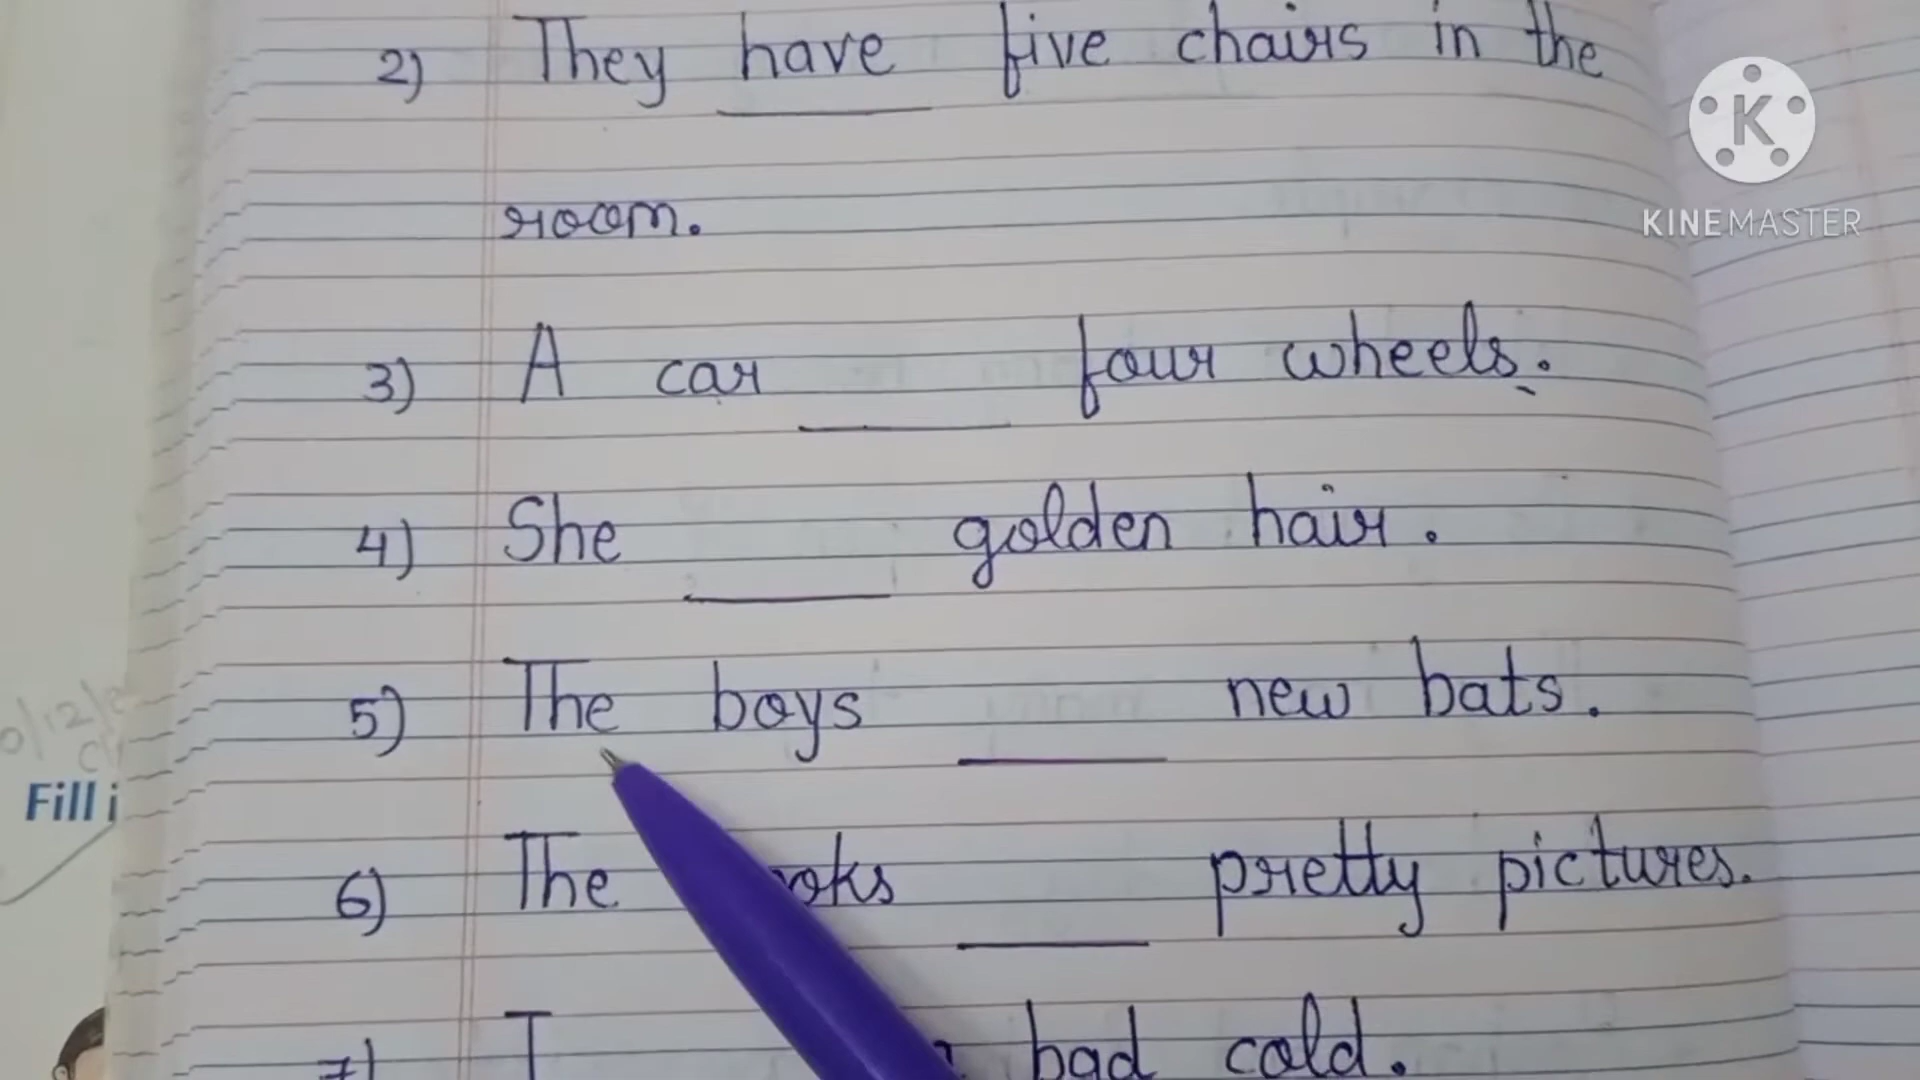 2) They have five chairs in the
room.
KINEMASTER
3) A car ____ four wheels.
4) She ____ golden hair.
5) The boys ____ new bats.
Fill i
6) The ____ pretty pictures.
7) I bad cold.